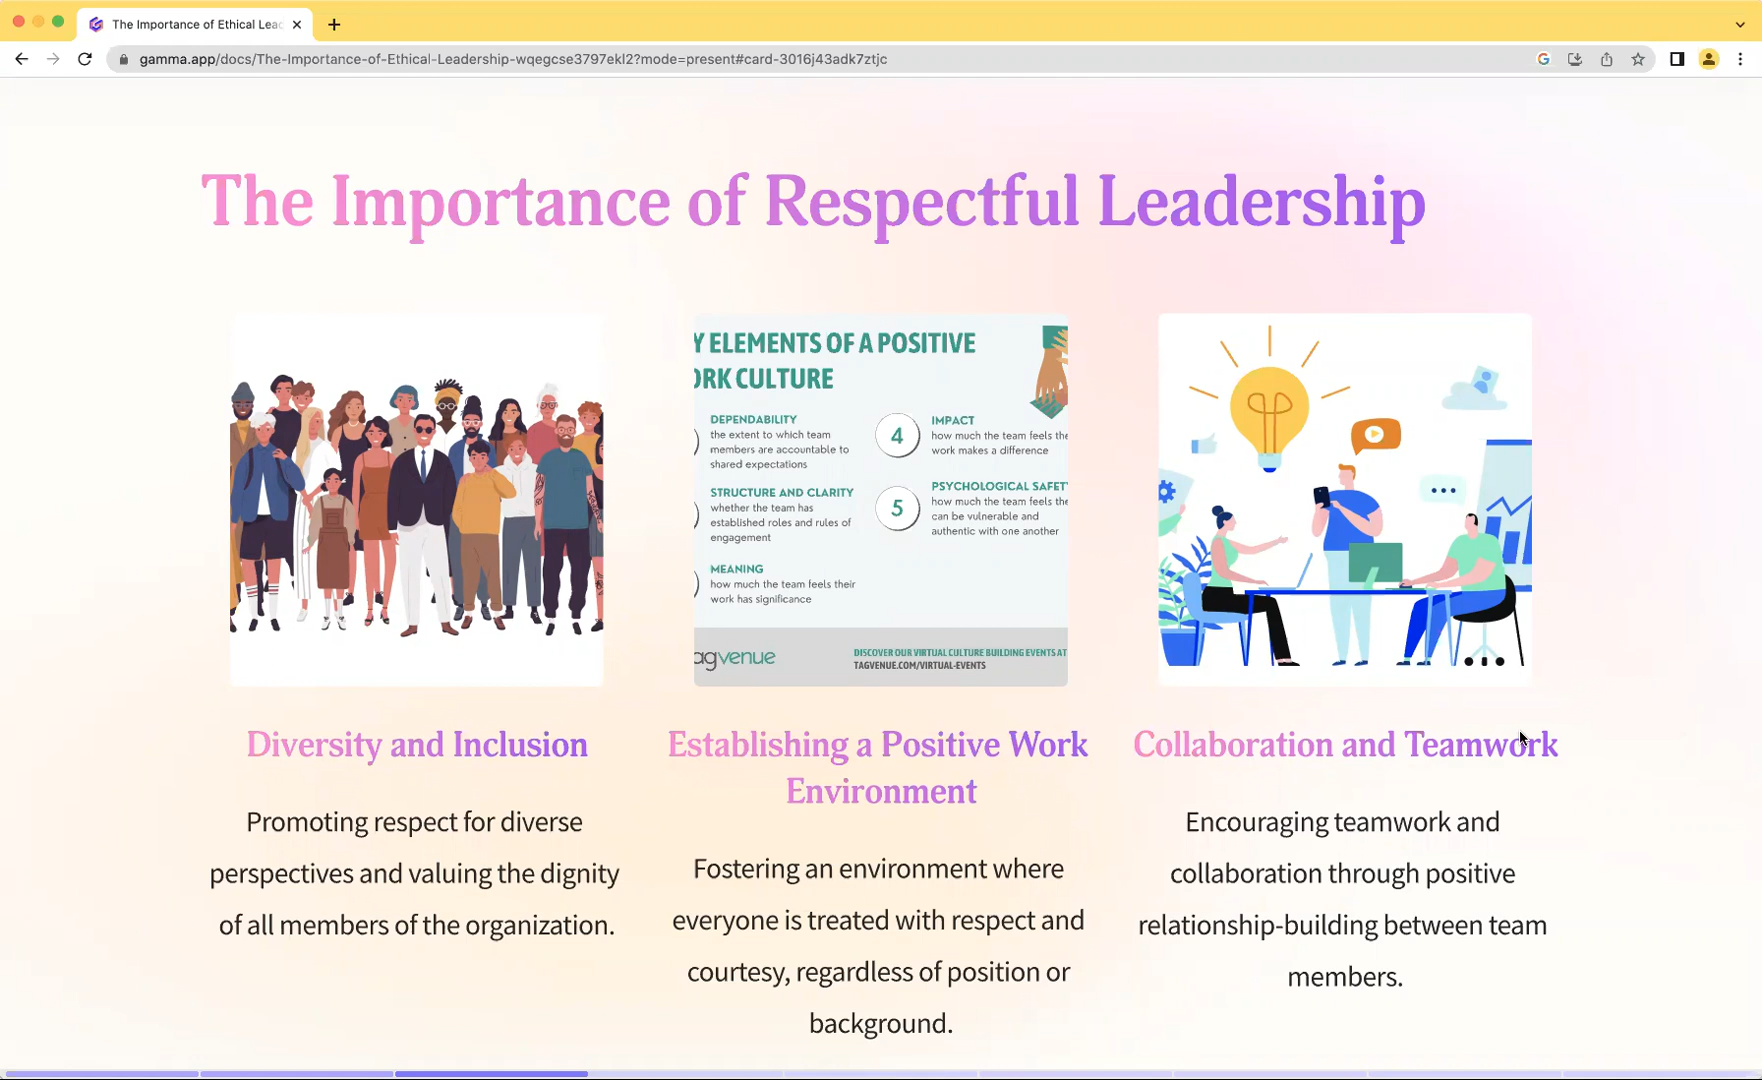 The Importance of Ethical Lea
gamma.app/docs/The-Importance-of-Ethical-Leadership-wqegcse3797ekl2?mode=present#card-3016j43adk7ztjc
The Importance of Respectful Leadership
Y ELEMENTS OF A POSITIVE
ORK CULTURE
DEPENDABILITY
the extent to which team
members are accountable to
shared expectations
STRUCTURE AND CLARITY
whether the team has
established roles and rules of
engagement
MEANING
how much the team feels their
work has significance
4
IMPACT
how much the team feels the
work makes a difference
5
PSYCHOLOGICAL SAFETY
how much the team feels the
can be vulnerable and
authentic with one another
agvenue
DISCOVER OUR VIRTUAL CULTURE BUILDING EVENTS AT
TAGVENUE.COM/VIRTUAL-EVENTS
Diversity and Inclusion
Promoting respect for diverse
perspectives and valuing the dignity
of all members of the organization.
Establishing a Positive Work
Environment
Fostering an environment where
everyone is treated with respect and
courtesy, regardless of position or
background.
Collaboration and Teamwork
Encouraging teamwork and
collaboration through positive
relationship-building between team
members.